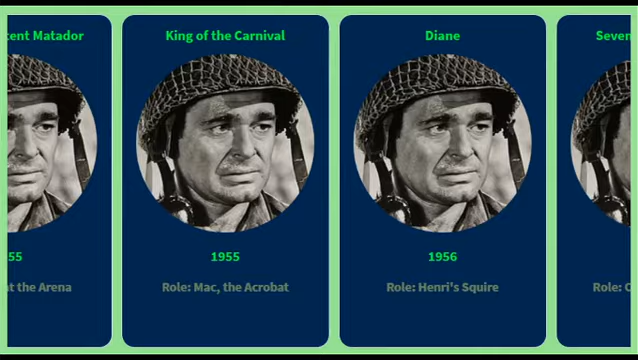 cent Matador
55
at the Arena
King of the Carnival
1955
Role: Mac, the Acrobat
Diane
1956
Role: Henri's Squire
Seven
Role: C